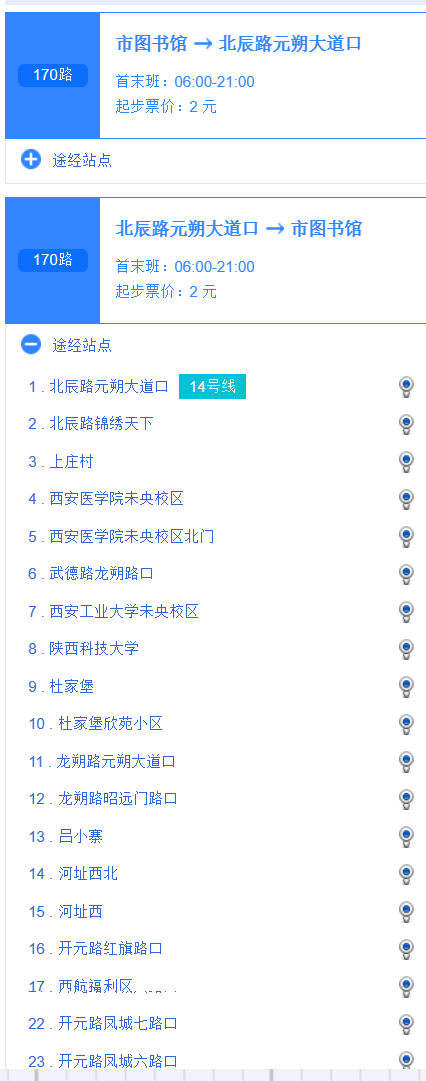 170路
市图书馆 → 北辰路元朔大道口
首末班：06:00-21:00
起步票价：2 元
途经站点
170路
北辰路元朔大道口 → 市图书馆
首末班：06:00-21:00
起步票价：2 元
途经站点
1 . 北辰路元朔大道口 14号线
2 . 北辰路锦绣天下
3 . 上庄村
4 . 西安医学院未央校区
5 . 西安医学院未央校区北门
6 . 武德路龙朔路口
7 . 西安工业大学未央校区
8 . 陕西科技大学
9 . 杜家堡
10 . 杜家堡欣苑小区
11 . 龙朔路元朔大道口
12 . 龙朔路昭远门路口
13 . 吕小寨
14 . 河址西北
15 . 河址西
16 . 开元路红旗路口
17 . 西航福利区
22 . 开元路凤城七路口
23 . 开元路凤城六路口